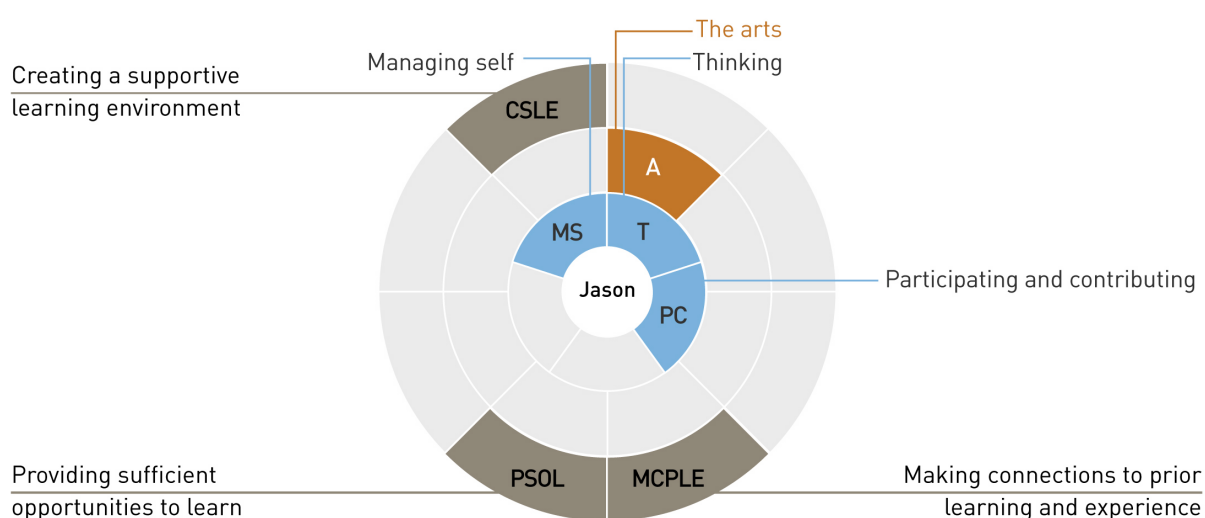 The arts
Managing self
Thinking
Creating a supportive
learning environment
CSLE
A
MS
T
Jason
Participating and contributing
PC
Providing sufficient
opportunities to learn
PSOL
MCPLE
Making connections to prior
learning and experience